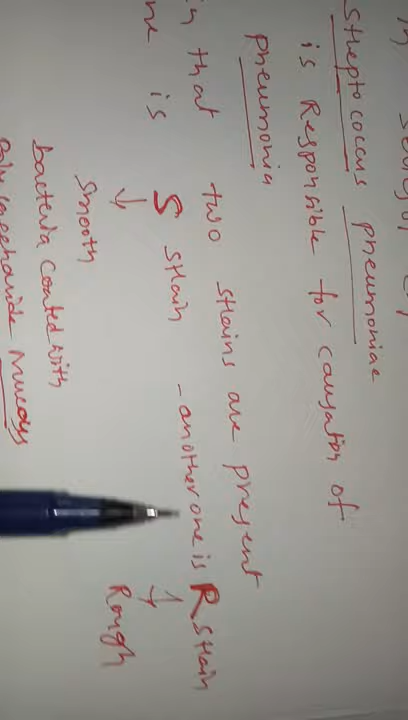 Streptococcus pneumoniae
is Responsible for causation of
pneumonia
in that two strains are present
one is S strain - another one is R strain
↓ ↓
Smooth Rough
bacteria coated with
Polysaccharide mucous